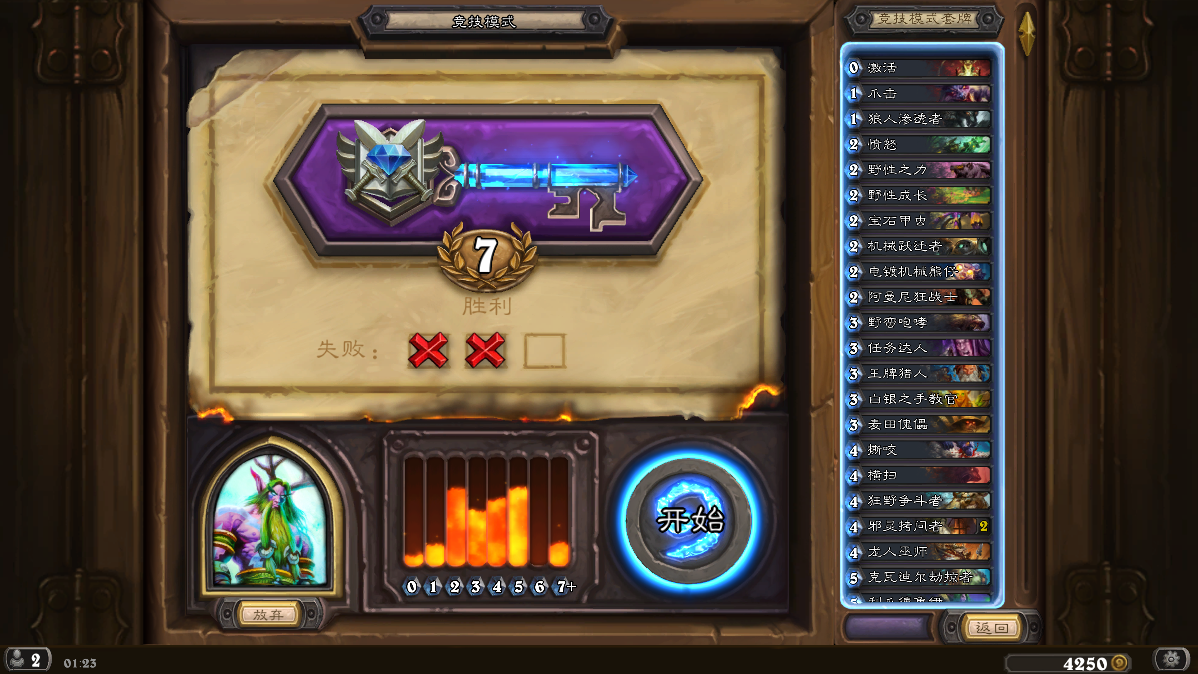 竞技模式
7
胜利
失败：
0 1 2 3 4 5 6 7+
开始
放弃
竞技模式套牌
0 激活
1 爪击
1 狼人渗透者
2 愤怒
2 野性之力
2 野性成长
2 宝石甲虫
2 机械跃迁者
2 电镀机械熊仔
2 阿曼尼狂战士
3 野蛮咆哮
3 任务达人
3 王牌猎人
3 白银之手教官
3 麦田傀儡
4 撕咬
4 横扫
4 狂野争斗者
4 邪灵拷问者 2
4 龙人巫师
5 克瓦迪尔劫掠者
返回
2
01:23
4250